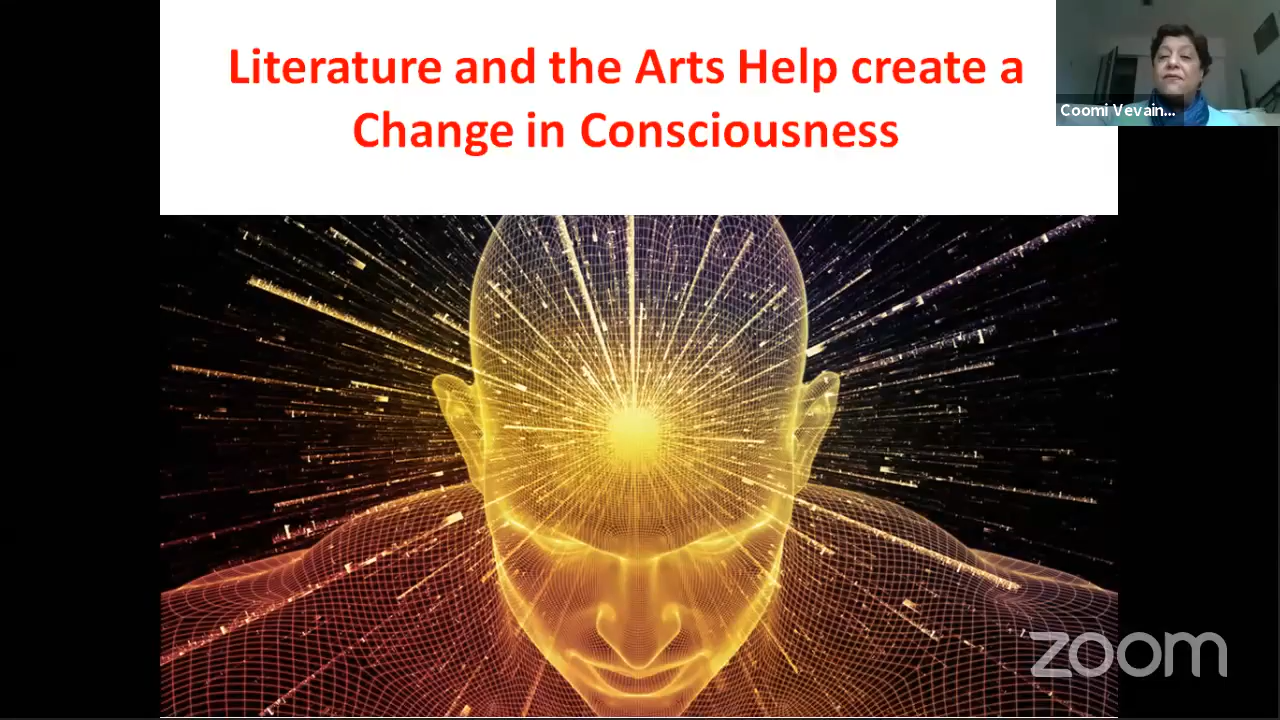 Literature and the Arts Help create a
Change in Consciousness
Coomi Vevain...
zoom